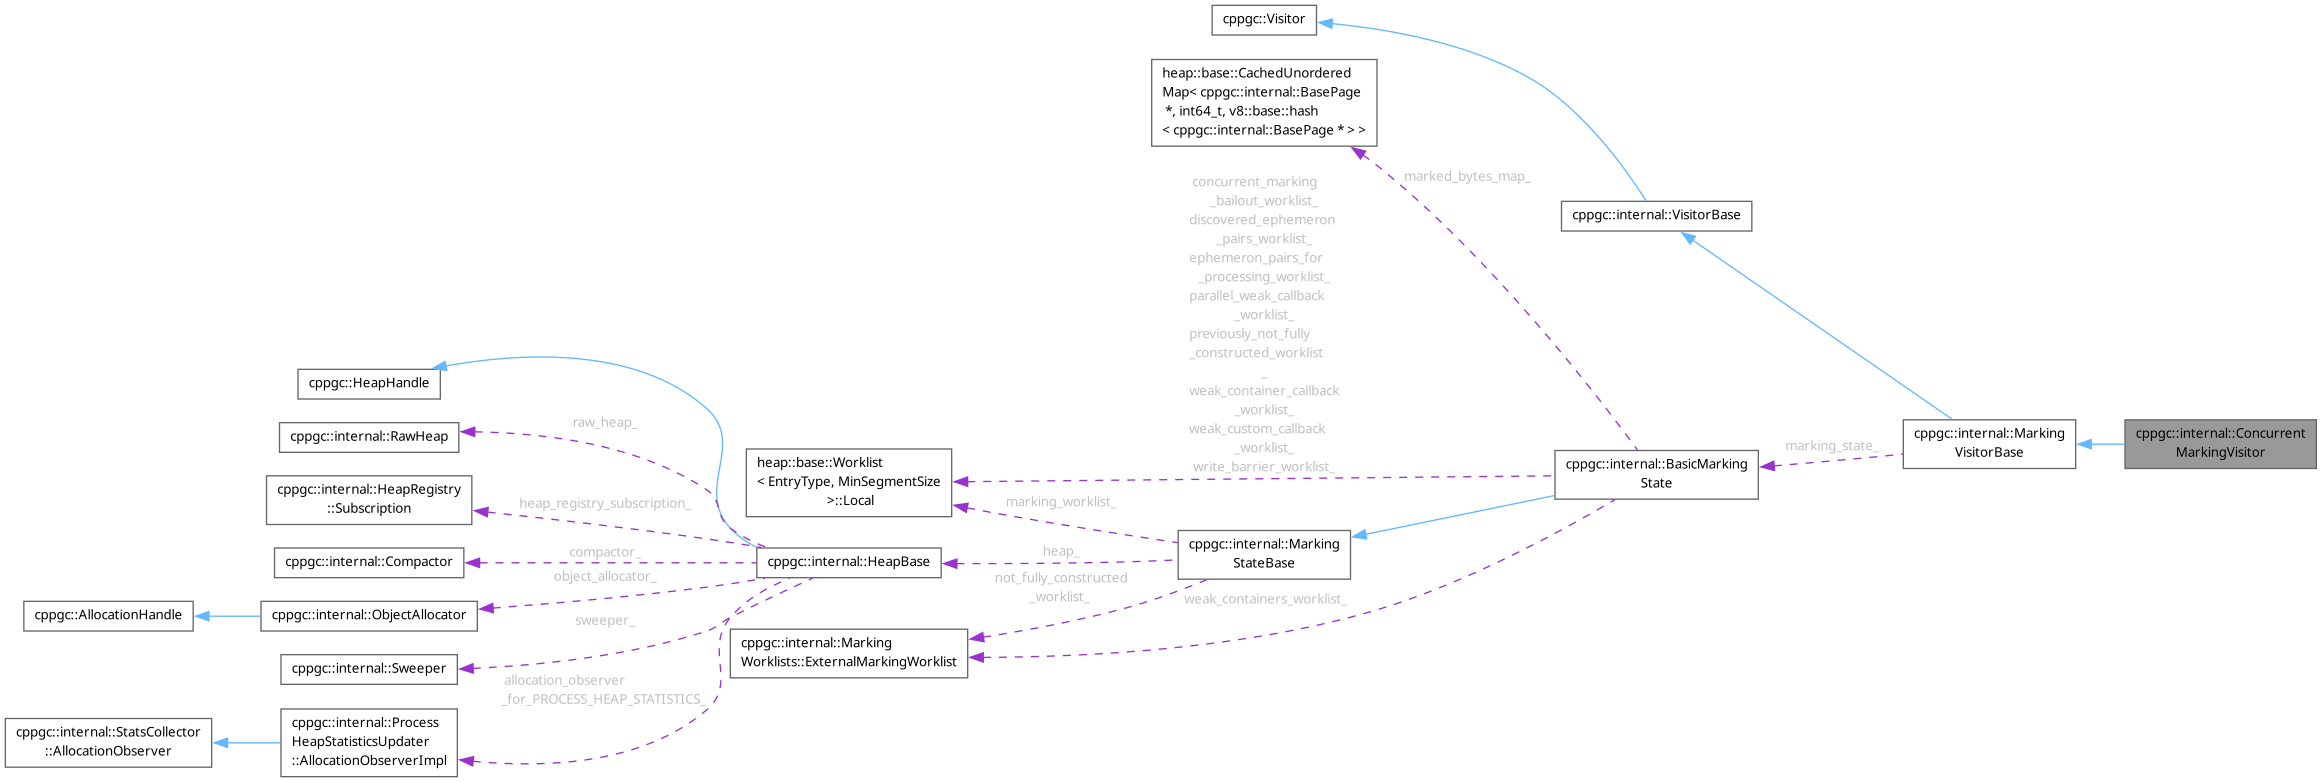 cppgc::Visitor
heap::base::CachedUnordered
Map< cppgc::internal::BasePage
*, int64_t, v8::base::hash
< cppgc::internal::BasePage * > >
marked_bytes_map_
concurrent_marking
_bailout_worklist_
discovered_ephemeron
_pairs_worklist_
ephemeron_pairs_for
_processing_worklist_
parallel_weak_callback
_worklist_
previously_not_fully
_constructed_worklist
_
weak_container_callback
_worklist_
weak_custom_callback
_worklist_
write_barrier_worklist_
cppgc::internal::VisitorBase
cppgc::HeapHandle
raw_heap_
cppgc::internal::RawHeap
cppgc::internal::Marking
VisitorBase
cppgc::internal::Concurrent
MarkingVisitor
marking_state_
cppgc::internal::BasicMarking
State
heap::base::Worklist
< EntryType, MinSegmentSize
>::Local
cppgc::internal::HeapRegistry
::Subscription
heap_registry_subscription_
marking_worklist_
cppgc::internal::Marking
StateBase
heap_
compactor_
cppgc::internal::Compactor
cppgc::internal::HeapBase
object_allocator_
not_fully_constructed
_worklist_
weak_containers_worklist_
cppgc::AllocationHandle
cppgc::internal::ObjectAllocator
sweeper_
cppgc::internal::Marking
Worklists::ExternalMarkingWorklist
cppgc::internal::Sweeper
allocation_observer
_for_PROCESS_HEAP_STATISTICS_
cppgc::internal::StatsCollector
::AllocationObserver
cppgc::internal::Process
HeapStatisticsUpdater
::AllocationObserverImpl